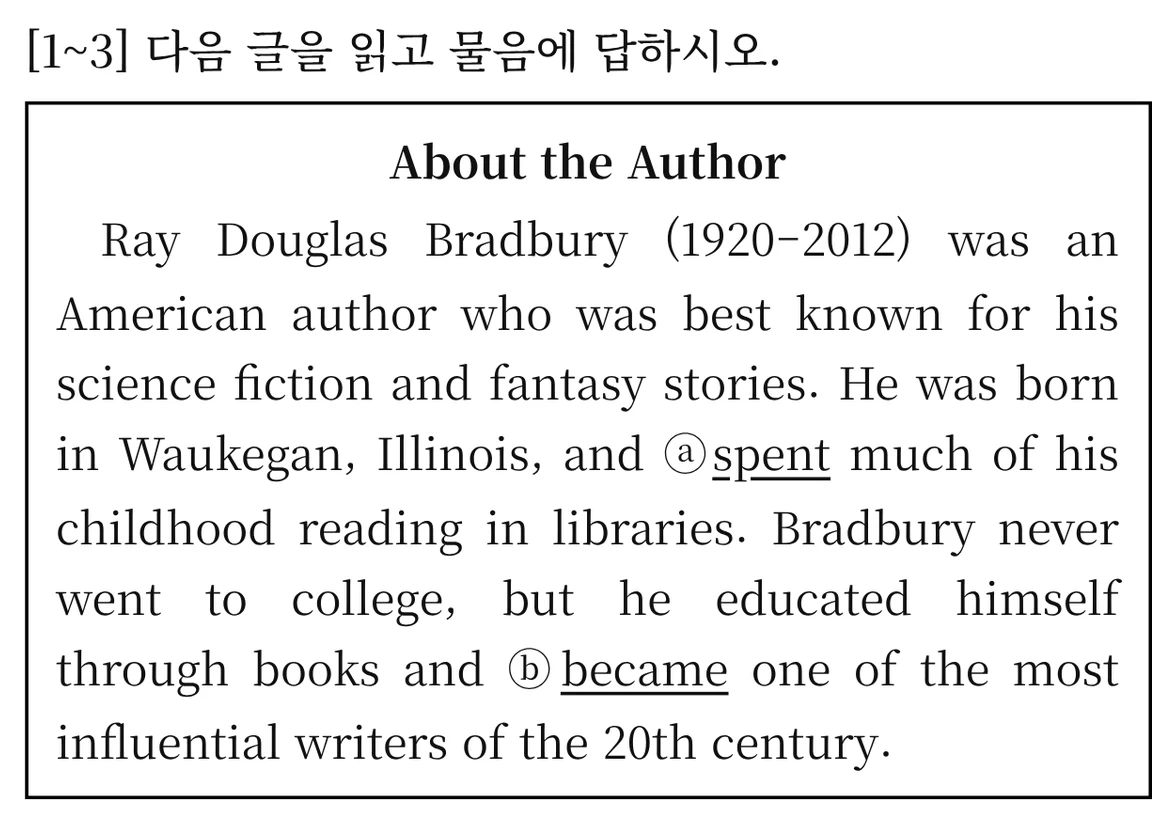 [1~3] 다음 글을 읽고 물음에 답하시오.
About the Author
Ray Douglas Bradbury (1920−2012) was an
American author who was best known for his
science fiction and fantasy stories. He was born
in Waukegan, Illinois, and ⓐspent much of his
childhood reading in libraries. Bradbury never
went to college, but he educated himself
through books and ⓑbecame one of the most
influential writers of the 20th century.